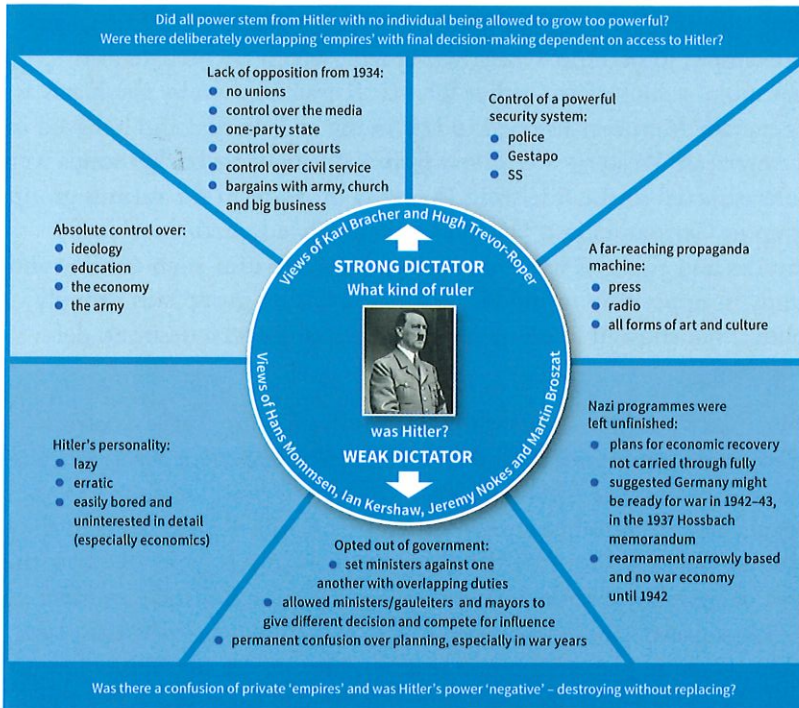 Did all power stem from Hitler with no individual being allowed to grow too powerful?
Were there deliberately overlapping ‘empires’ with final decision-making dependent on access to Hitler?
Lack of opposition from 1934:
● no unions
● control over the media
● one-party state
● control over courts
● control over civil service
● bargains with army, church
and big business
Control of a powerful
security system:
● police
● Gestapo
● SS
Absolute control over:
● ideology
● education
● the economy
● the army
A far-reaching propaganda
machine:
● press
● radio
● all forms of art and culture
Views of Karl Bracher and Hugh Trevor-Roper
STRONG DICTATOR
What kind of ruler
was Hitler?
WEAK DICTATOR
Views of Hans Mommsen, Ian Kershaw, Jeremy Nokes and Martin Broszat
Hitler’s personality:
● lazy
● erratic
● easily bored and
uninterested in detail
(especially economics)
Opted out of government:
● set ministers against one
another with overlapping duties
● allowed ministers/gauleiters and mayors to
give different decision and compete for influence
● permanent confusion over planning, especially in war years
Nazi programmes were
left unfinished:
● plans for economic recovery
not carried through fully
● suggested Germany might
be ready for war in 1942–43,
in the 1937 Hossbach
memorandum
● rearmament narrowly based
and no war economy
until 1942
Was there a confusion of private ‘empires’ and was Hitler’s power ‘negative’ – destroying without replacing?